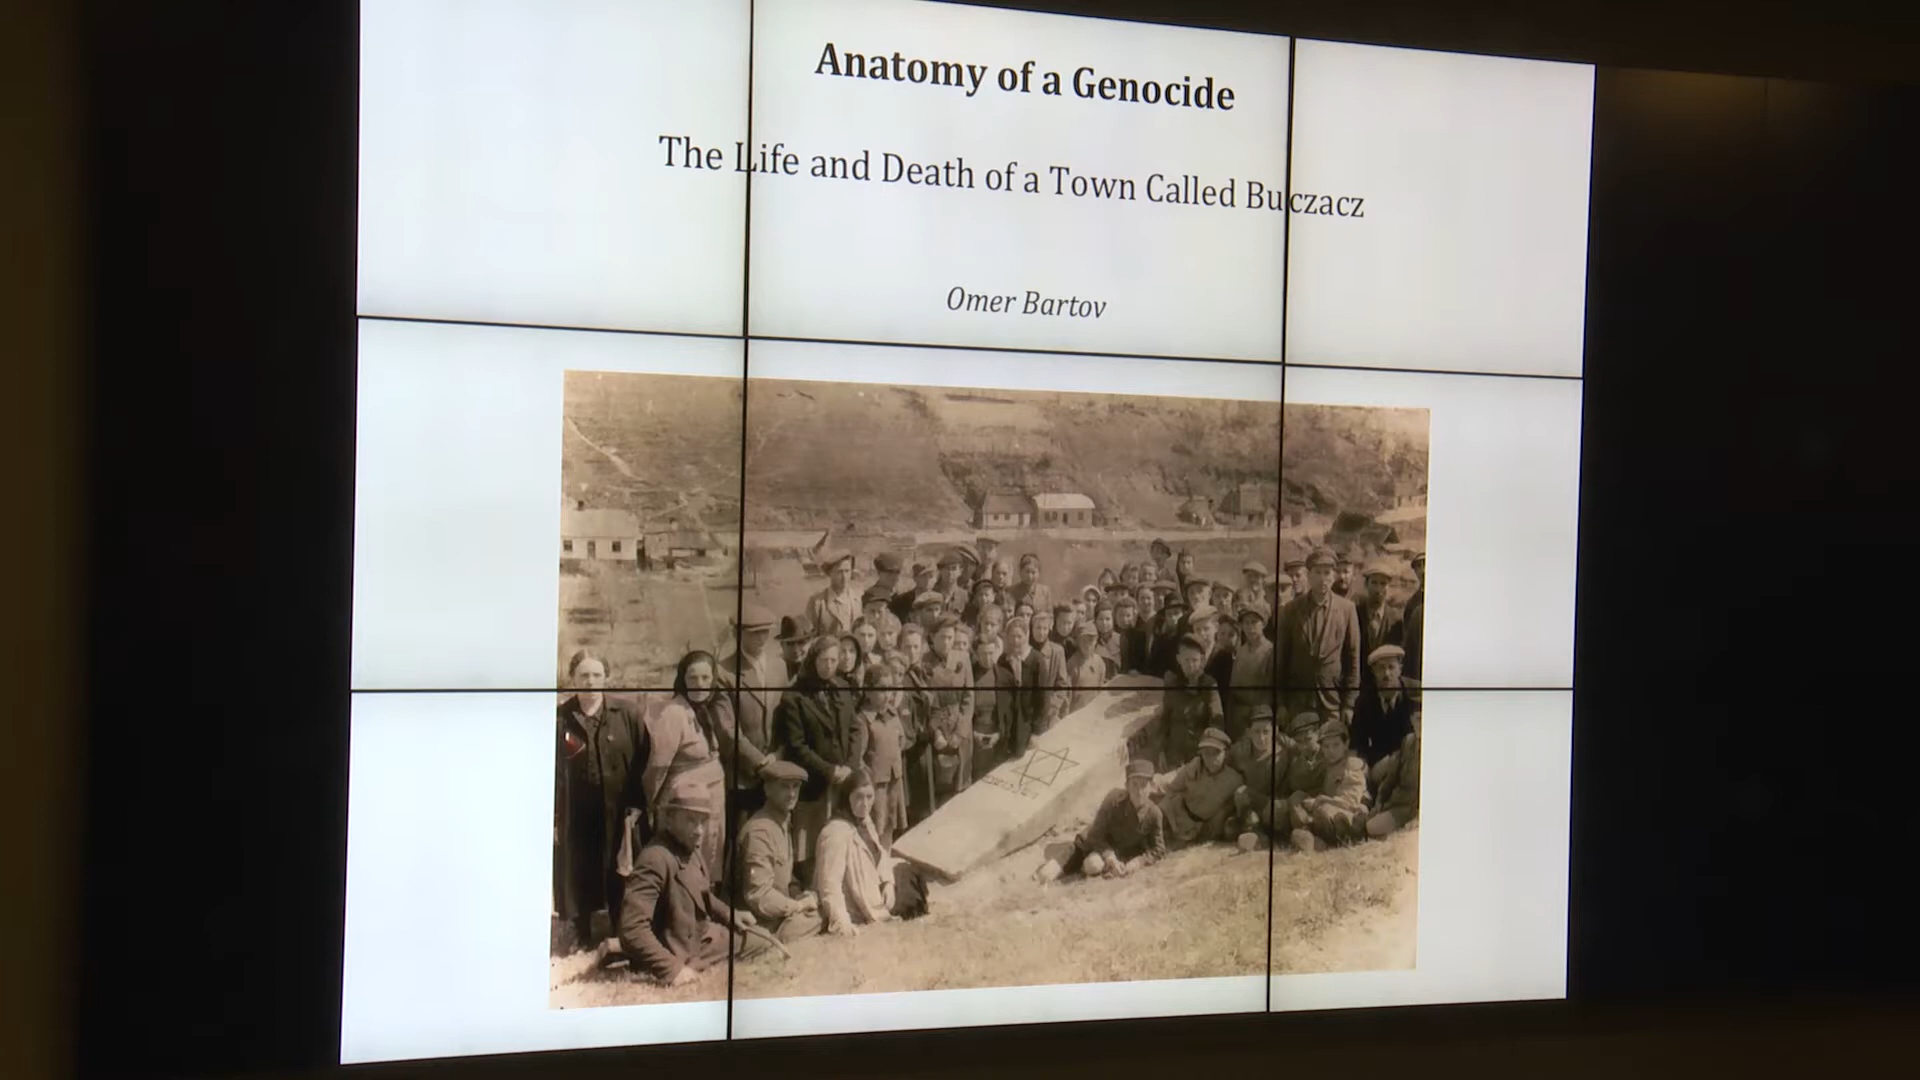 Anatomy of a Genocide
The Life and Death of a Town Called Buczacz
Omer Bartov